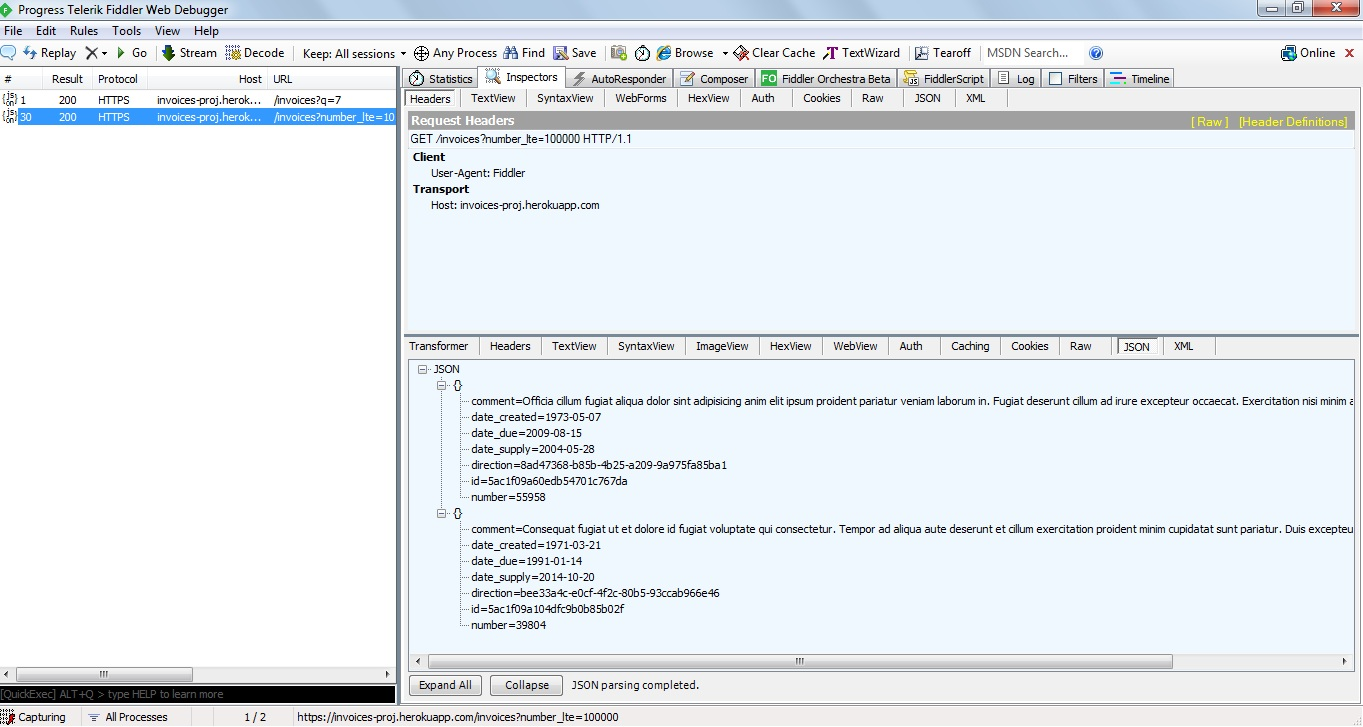 Progress Telerik Fiddler Web Debugger
File Edit Rules Tools View Help
Replay Go Stream Decode Keep: All sessions Any Process Find Save Browse Clear Cache TextWizard Tearoff MSDN Search... Online
# Result Protocol Host URL
1 200 HTTPS invoices-proj.herok... /invoices?q=7
30 200 HTTPS invoices-proj.herok... /invoices?number_lte=10
Statistics Inspectors AutoResponder Composer FO Fiddler Orchestra Beta FiddlerScript Log Filters Timeline
Headers TextView SyntaxView WebForms HexView Auth Cookies Raw JSON XML
Request Headers [ Raw ] [Header Definitions]
GET /invoices?number_lte=100000 HTTP/1.1
Client
User-Agent: Fiddler
Transport
Host: invoices-proj.herokuapp.com
Transformer Headers TextView SyntaxView ImageView HexView WebView Auth Caching Cookies Raw JSON XML
JSON
{}
comment=Officia cillum fugiat aliqua dolor sint adipisicing anim elit ipsum proident pariatur veniam laborum in. Fugiat deserunt cillum ad irure excepteur occaecat. Exercitation nisi minim a
date_created=1973-05-07
date_due=2009-08-15
date_supply=2004-05-28
direction=8ad47368-b85b-4b25-a209-9a975fa85ba1
id=5ac1f09a60edb54701c767da
number=55958
{}
comment=Consequat fugiat ut et dolore id fugiat voluptate qui consectetur. Tempor ad aliqua aute deserunt et cillum exercitation proident minim cupidatat sunt pariatur. Duis excepteu
date_created=1971-03-21
date_due=1991-01-14
date_supply=2014-10-20
direction=bee33a4c-e0cf-4f2c-80b5-93ccab966e46
id=5ac1f09a104dfc9b0b85b02f
number=39804
Expand All Collapse JSON parsing completed.
[QuickExec] ALT+Q > type HELP to learn more
Capturing All Processes 1 / 2 https://invoices-proj.herokuapp.com/invoices?number_lte=100000